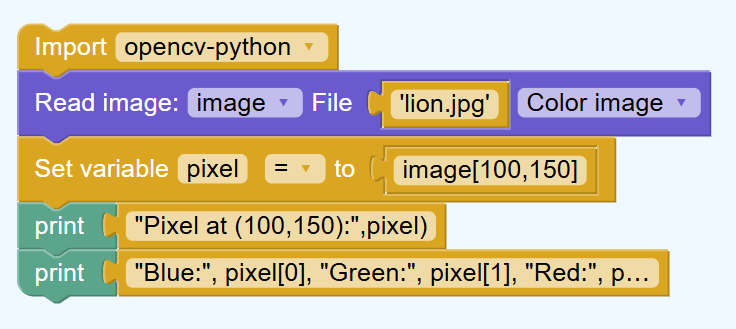 Import opencv-python
Read image: image File 'lion.jpg' Color image
Set variable pixel = to image[100,150]
print "Pixel at (100,150):",pixel)
print "Blue:", pixel[0], "Green:", pixel[1], "Red:", p…